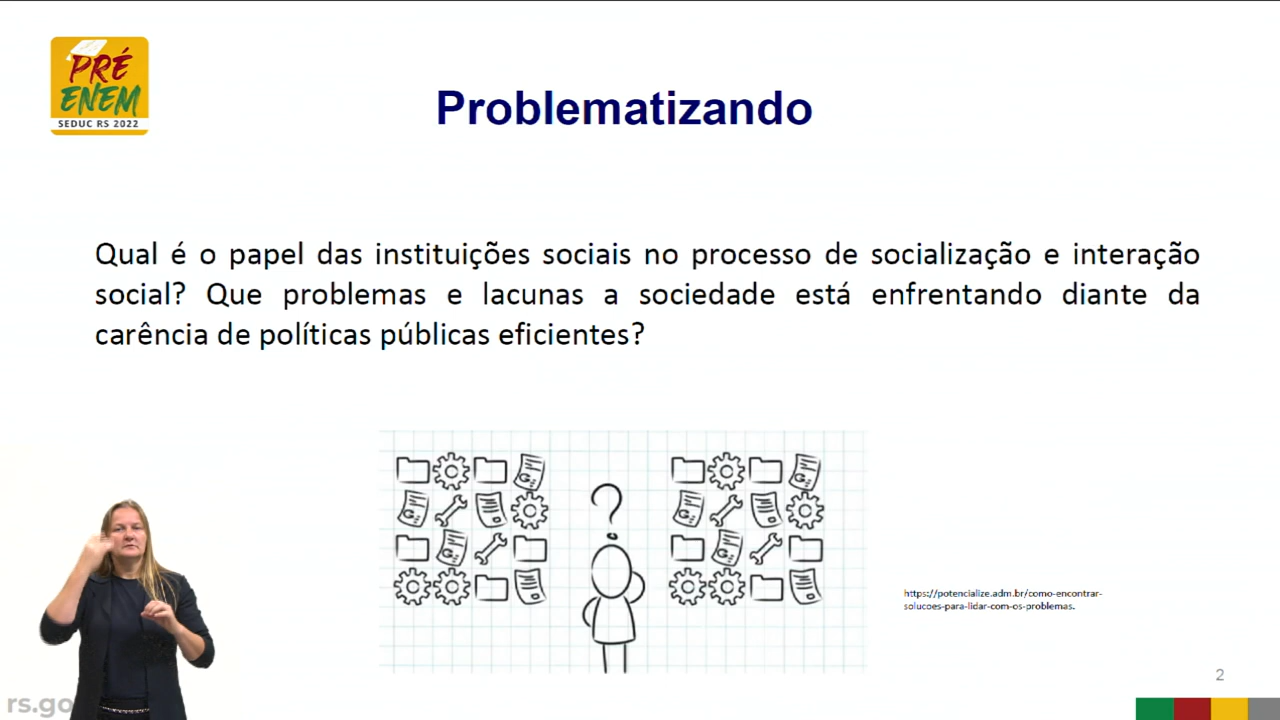 PRÉ
ENEM
SEDUC RS 2022
Problematizando
Qual é o papel das instituições sociais no processo de socialização e interação
social? Que problemas e lacunas a sociedade está enfrentando diante da
carência de políticas públicas eficientes?
?
https://potencialize.adm.br/como-encontrar-
solucoes-para-lidar-com-os-problemas.
2
rs.go